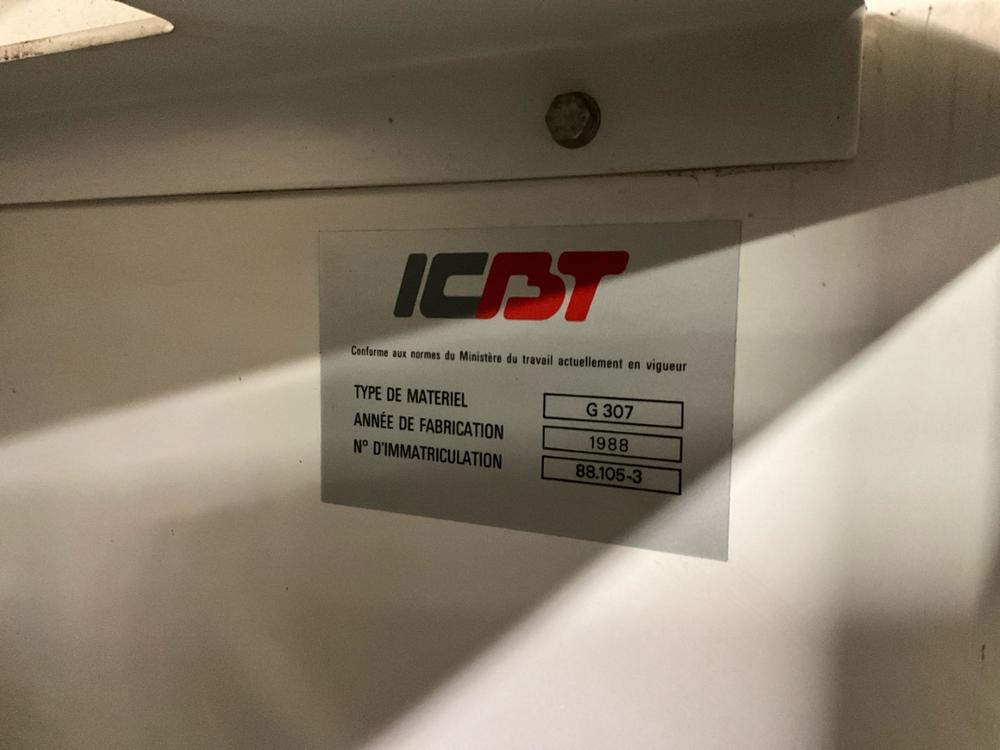 ICBT
Conforme aux normes du Ministère du travail actuellement en vigueur
TYPE DE MATERIEL G 307
ANNÉE DE FABRICATION 1988
N° D'IMMATRICULATION 88.105-3